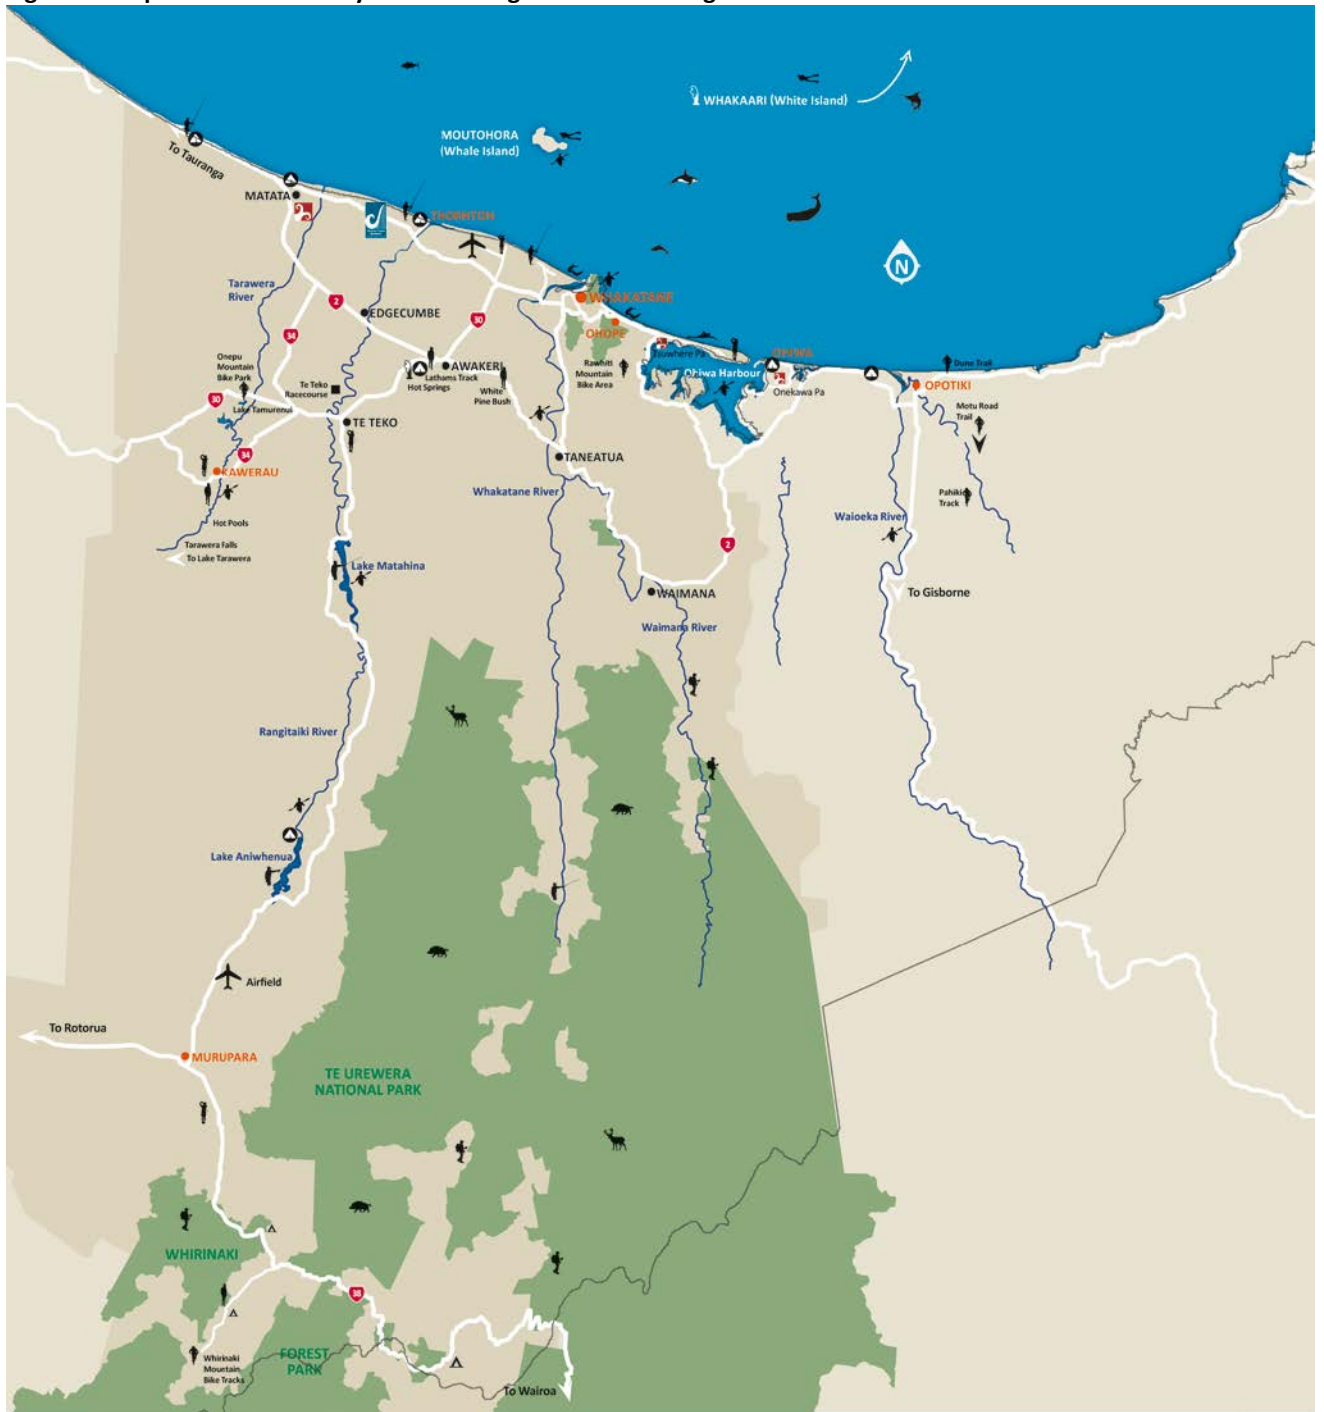 WHAKAARI (White Island)
MOUTOHORA
(Whale Island)
To Tauranga
MATATA
THORNTON
N
Tarawera
River
2
WHAKATANE
EDGECUMBE
30
34
OHOPE
Onepu
Mountain
Bike Park
Te Teko
Racecourse
AWAKERI
Lathams Track
Hot Springs
White
Pine Bush
Rawhiti
Mountain
Bike Area
Ohiwa Harbour
OHIWA
Onekawa Pa
Dune Trail
OPOTIKI
30
Lake Tamurenui
TE TEKO
Motu Road
Trail
34
KAWERAU
TANEATUA
Whakatane River
Pahikio
Track
Waioeka River
Hot Pools
Tarawera Falls
To Lake Tarawera
Lake Matahina
2
WAIMANA
To Gisborne
Waimana River
Rangitaiki River
Lake Aniwhenua
Airfield
To Rotorua
MURUPARA
TE UREWERA
NATIONAL PARK
WHIRINAKI
38
FOREST
PARK
Whirinaki
Mountain
Bike Tracks
To Wairoa